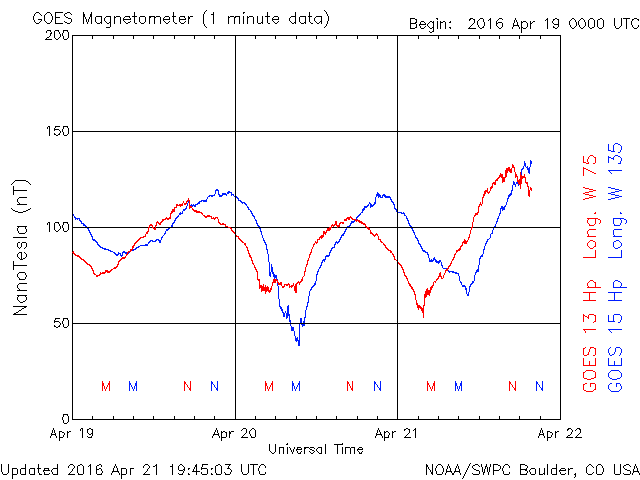 GOES Magnetometer (1 minute data)
Begin: 2016 Apr 19 0000 UTC
200
150
100
50
0
NanoTesla (nT)
M M N N M M N N M M N N
Apr 19 Apr 20 Apr 21 Apr 22
Universal Time
GOES 13 Hp Long. W 75
GOES 15 Hp Long. W 135
Updated 2016 Apr 21 19:45:03 UTC
NOAA/SWPC Boulder, CO USA